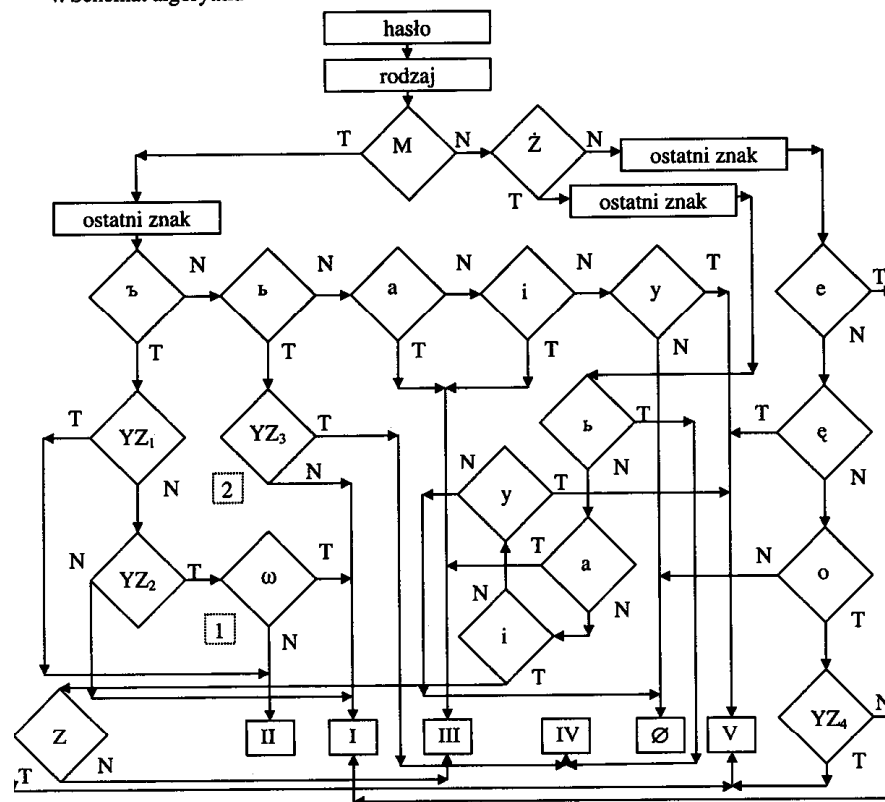 hasło
rodzaj
T M N Ż N ostatni znak
T ostatni znak
ostatni znak
ъ N ь N a N i N y T e T
T T T T N N
T YZ₁ YZ₃ T ь T T ę
N 2 N N y T N N
N YZ₂ T ω T T a N o
1 N N i N T
T YZ₄ N
Z II I III IV Ø V
T N T